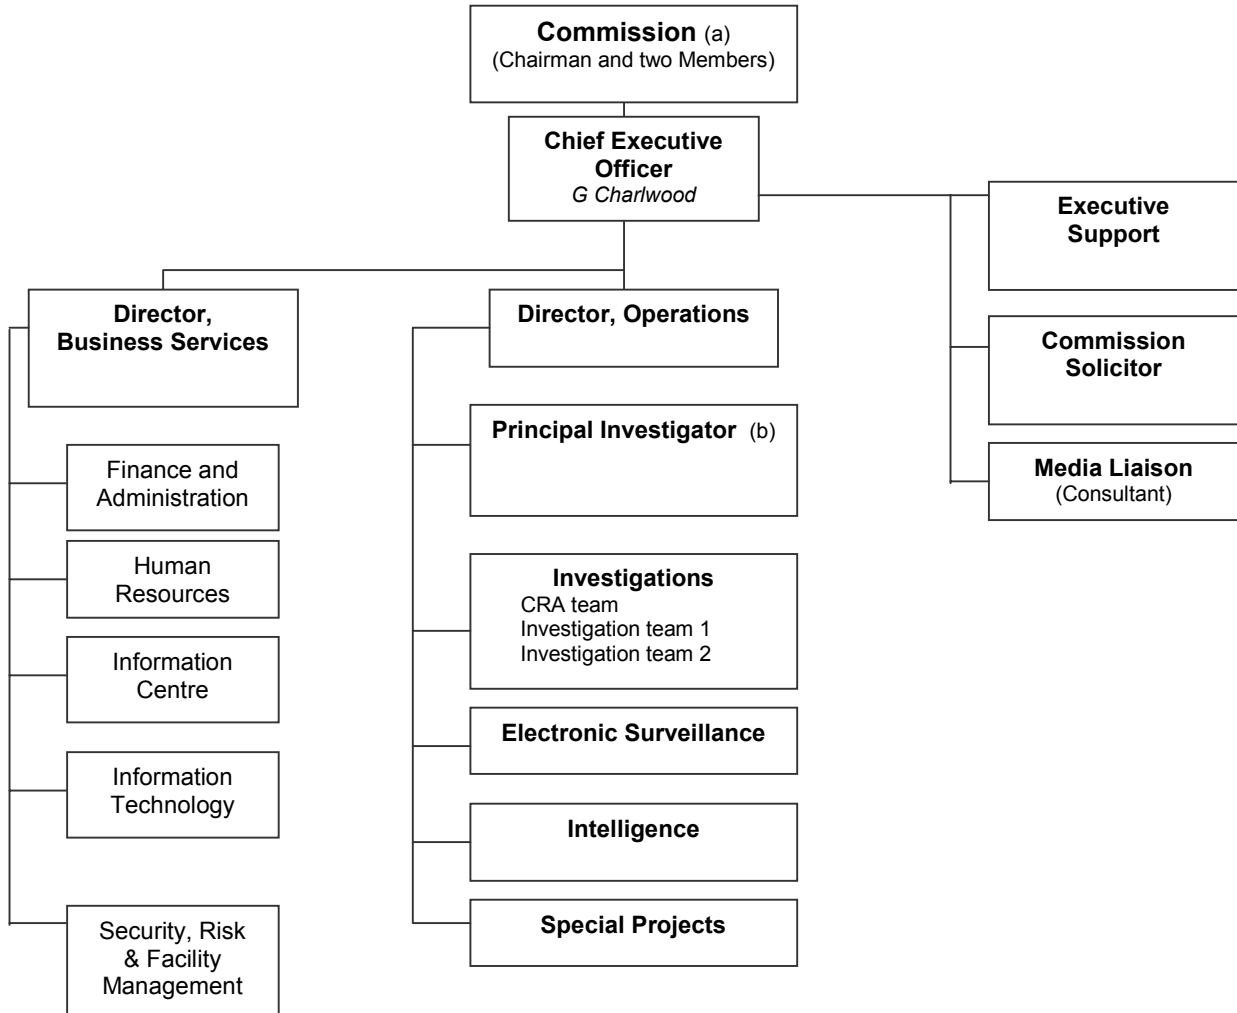 Commission (a)
(Chairman and two Members)
Chief Executive
Officer
G Charlwood
Executive
Support
Commission
Solicitor
Media Liaison
(Consultant)
Director,
Business Services
Finance and
Administration
Human
Resources
Information
Centre
Information
Technology
Security, Risk
& Facility
Management
Director, Operations
Principal Investigator (b)
Investigations
CRA team
Investigation team 1
Investigation team 2
Electronic Surveillance
Intelligence
Special Projects